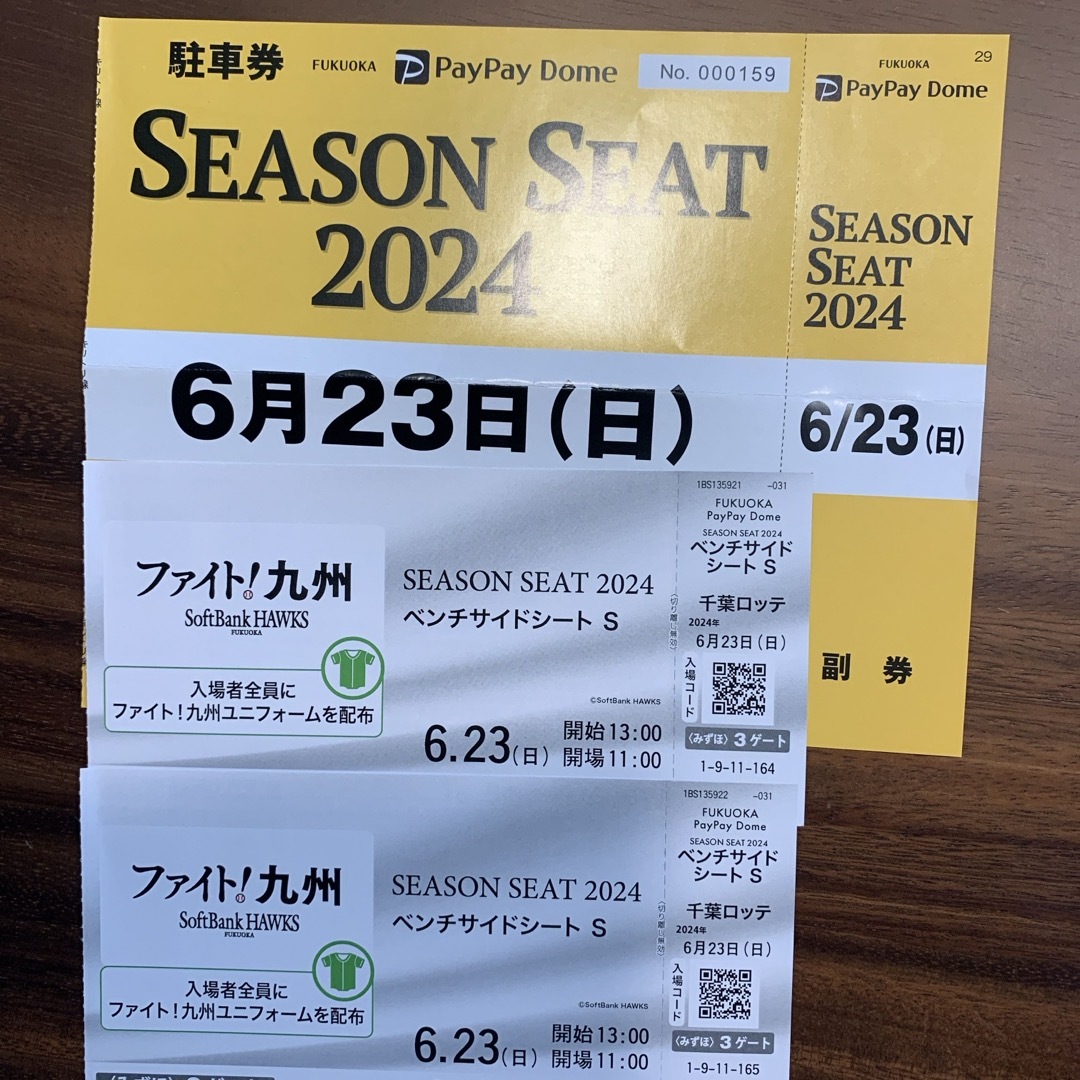 駐車券 FUKUOKA PayPay Dome No. 000159
SEASON SEAT
2024
6月23日(日)
29
FUKUOKA
PayPay Dome
SEASON
SEAT
2024
6/23(日)
副券
ファイト!九州
SoftBank HAWKS
FUKUOKA
入場者全員に
ファイト!九州ユニフォームを配布
SEASON SEAT 2024
ベンチサイドシート S
©SoftBank HAWKS
6.23(日) 開始13:00
開場11:00
〈切り離し無効〉
1BS135921 -031
FUKUOKA
PayPay Dome
SEASON SEAT 2024
ベンチサイド
シート S
千葉ロッテ
2024年
6月23日(日)
入場コード
〈みずほ〉3ゲート
1-9-11-164
ファイト!九州
SoftBank HAWKS
FUKUOKA
入場者全員に
ファイト!九州ユニフォームを配布
SEASON SEAT 2024
ベンチサイドシート S
©SoftBank HAWKS
6.23(日) 開始13:00
開場11:00
〈切り離し無効〉
1BS135922 -031
FUKUOKA
PayPay Dome
SEASON SEAT 2024
ベンチサイド
シート S
千葉ロッテ
2024年
6月23日(日)
入場コード
〈みずほ〉3ゲート
1-9-11-165